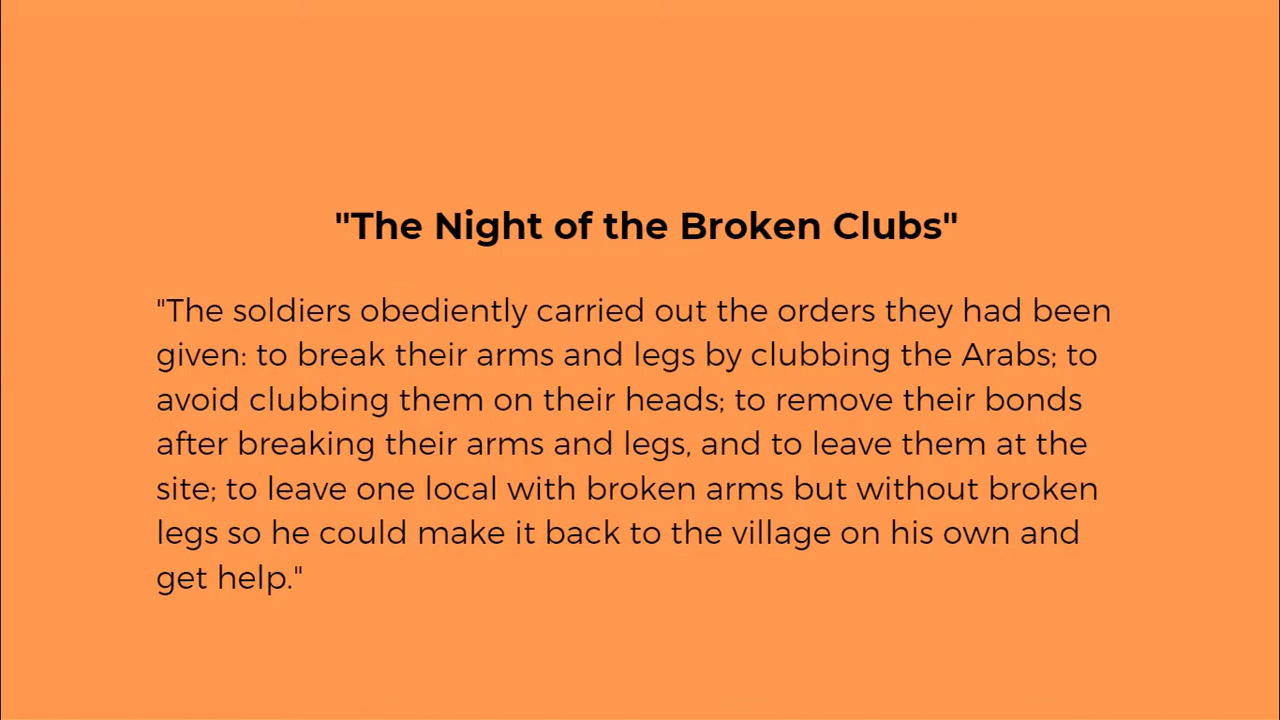 "The Night of the Broken Clubs"
"The soldiers obediently carried out the orders they had been
given: to break their arms and legs by clubbing the Arabs; to
avoid clubbing them on their heads; to remove their bonds
after breaking their arms and legs, and to leave them at the
site; to leave one local with broken arms but without broken
legs so he could make it back to the village on his own and
get help."